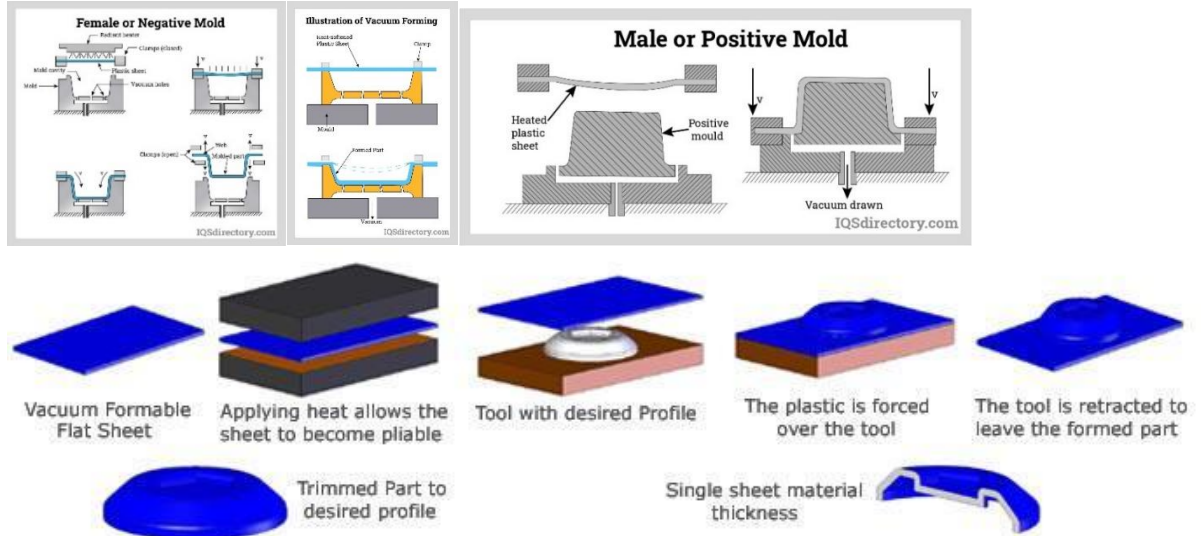 Female or Negative Mold
Radiant heater
Clamps (closed)
Plastic sheet
Mold cavity
Vacuum holes
Mold
V
V
Clamps (open)
Web
Molded part
IQSdirectory.com
Illustration of Vacuum Forming
Heat-softened
Plastic Sheet
Clamp
Mould
Formed Part
Vacuum
IQSdirectory.com
Male or Positive Mold
Heated
plastic
sheet
Positive
mould
V
V
Vacuum drawn
IQSdirectory.com
Vacuum Formable
Flat Sheet
Applying heat allows the
sheet to become pliable
Tool with desired Profile
The plastic is forced
over the tool
The tool is retracted to
leave the formed part
Trimmed Part to
desired profile
Single sheet material
thickness